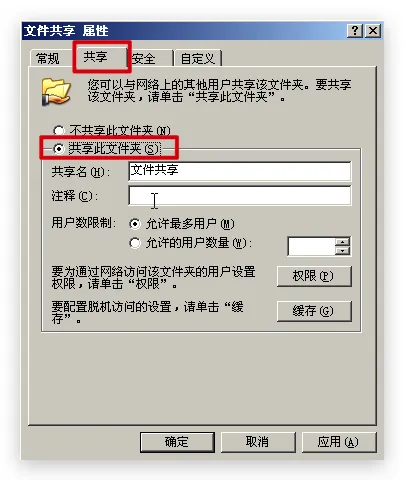 文件共享 属性
常规 共享 安全 自定义
您可以与网络上的其他用户共享该文件夹。要共享
该文件夹，请单击“共享此文件夹”。
不共享此文件夹(N)
共享此文件夹(S)
共享名(H): 文件共享
注释(C):
用户数限制: 允许最多用户(M)
允许的用户数量(W):
要为通过网络访问该文件夹的用户设置
权限，请单击“权限”。
权限(P)
要配置脱机访问的设置，请单击“缓
存”。
缓存(G)
确定 取消 应用(A)